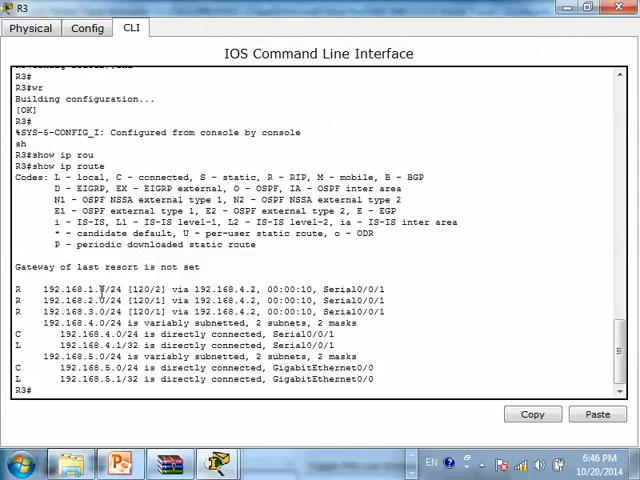 R3
Physical Config CLI
IOS Command Line Interface
R3#
R3#wr
Building configuration...
[OK]
R3#
%SYS-5-CONFIG_I: Configured from console by console
sh
R3#show ip rou
R3#show ip route
Codes: L - local, C - connected, S - static, R - RIP, M - mobile, B - BGP
D - EIGRP, EX - EIGRP external, O - OSPF, IA - OSPF inter area
N1 - OSPF NSSA external type 1, N2 - OSPF NSSA external type 2
E1 - OSPF external type 1, E2 - OSPF external type 2, E - EGP
i - IS-IS, L1 - IS-IS level-1, L2 - IS-IS level-2, ia - IS-IS inter area
* - candidate default, U - per-user static route, o - ODR
P - periodic downloaded static route
Gateway of last resort is not set
R 192.168.1.0/24 [120/2] via 192.168.4.2, 00:00:10, Serial0/0/1
R 192.168.2.0/24 [120/1] via 192.168.4.2, 00:00:10, Serial0/0/1
R 192.168.3.0/24 [120/1] via 192.168.4.2, 00:00:10, Serial0/0/1
192.168.4.0/24 is variably subnetted, 2 subnets, 2 masks
C 192.168.4.0/24 is directly connected, Serial0/0/1
L 192.168.4.1/32 is directly connected, Serial0/0/1
192.168.5.0/24 is variably subnetted, 2 subnets, 2 masks
C 192.168.5.0/24 is directly connected, GigabitEthernet0/0
L 192.168.5.1/32 is directly connected, GigabitEthernet0/0
R3#
Copy Paste
EN 6:46 PM
10/20/2014